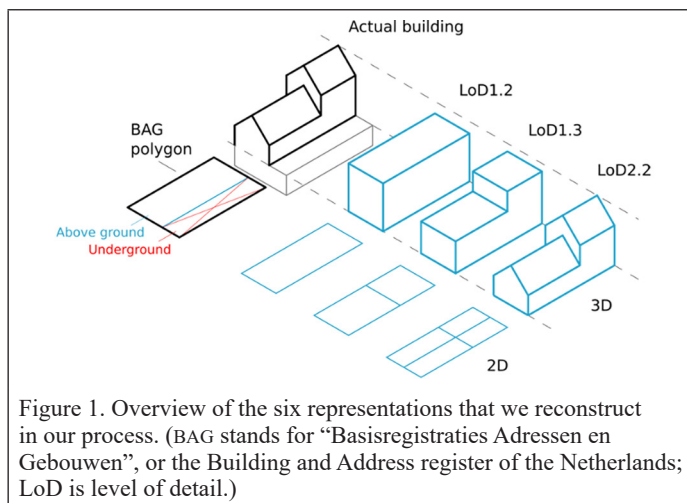 Actual building
LoD1.2
LoD1.3
LoD2.2
BAG
polygon
Above ground
Underground
3D
2D
Figure 1. Overview of the six representations that we reconstruct
in our process. (BAG stands for “Basisregistraties Adressen en
Gebouwen”, or the Building and Address register of the Netherlands;
LoD is level of detail.)